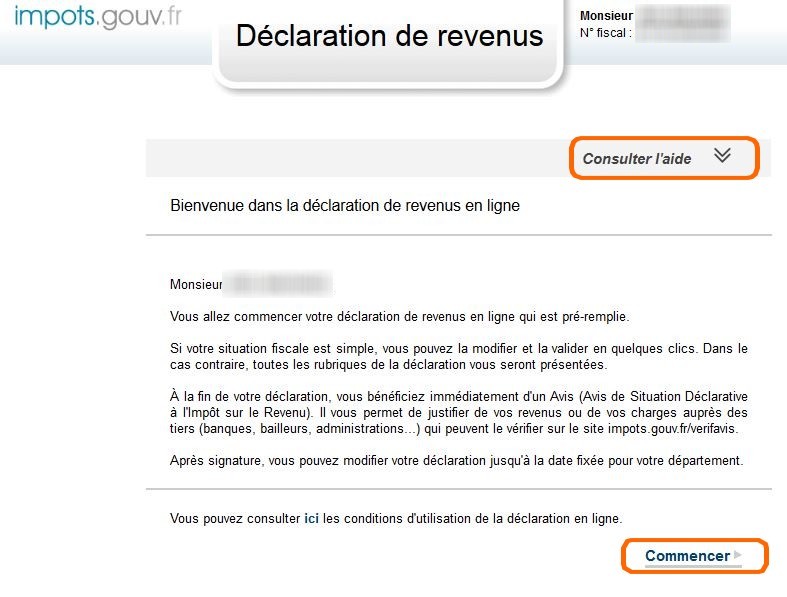 impots.gouv.fr
Déclaration de revenus
Monsieur
N° fiscal :
Consulter l'aide
Bienvenue dans la déclaration de revenus en ligne
Monsieur
Vous allez commencer votre déclaration de revenus en ligne qui est pré-remplie.
Si votre situation fiscale est simple, vous pouvez la modifier et la valider en quelques clics. Dans le
cas contraire, toutes les rubriques de la déclaration vous seront présentées.
À la fin de votre déclaration, vous bénéficiez immédiatement d'un Avis (Avis de Situation Déclarative
à l'Impôt sur le Revenu). Il vous permet de justifier de vos revenus ou de vos charges auprès des
tiers (banques, bailleurs, administrations...) qui peuvent le vérifier sur le site impots.gouv.fr/verifavis.
Après signature, vous pouvez modifier votre déclaration jusqu'à la date fixée pour votre département.
Vous pouvez consulter ici les conditions d'utilisation de la déclaration en ligne.
Commencer